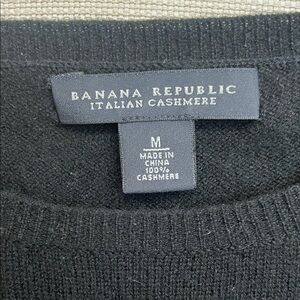 BANANA REPUBLIC
ITALIAN CASHMERE
M
MADE IN
CHINA
100%
CASHMERE